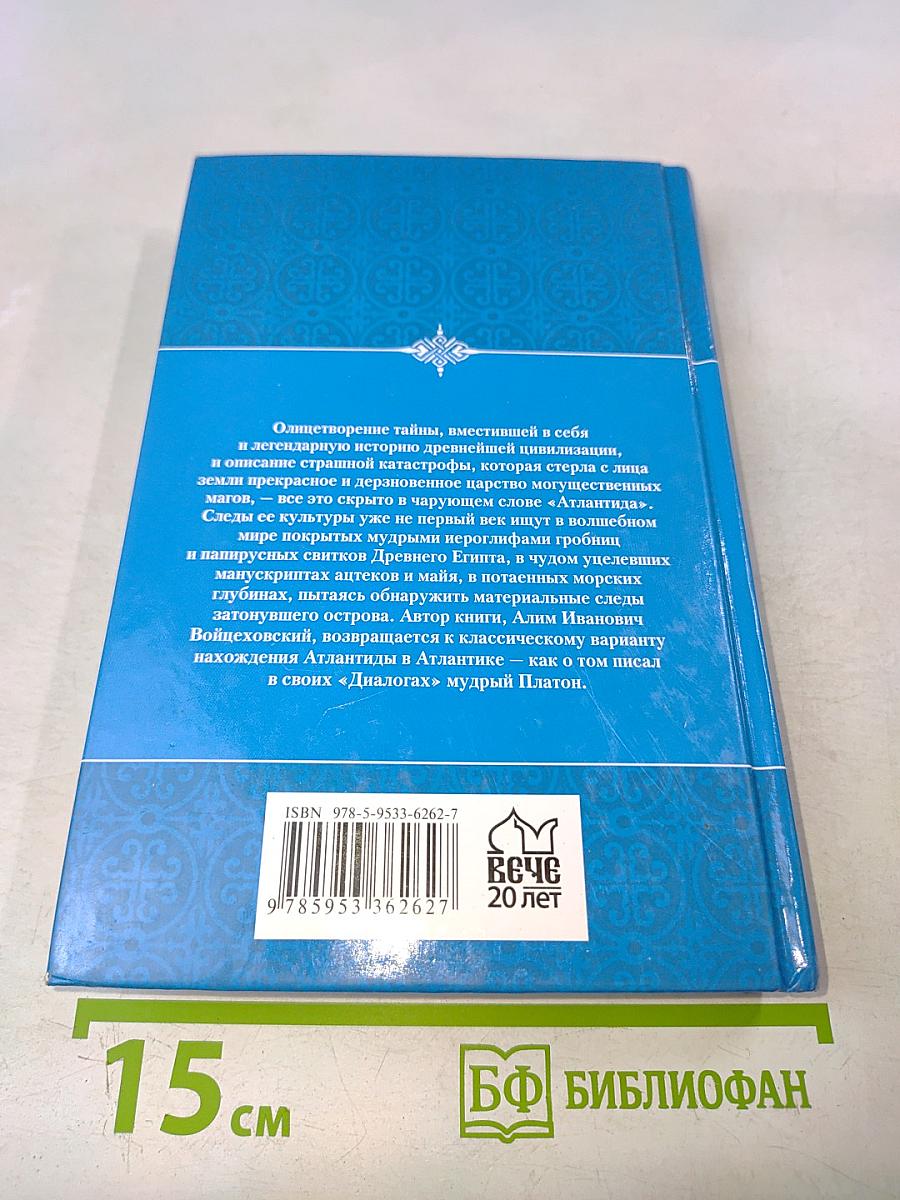 Олицетворение тайны, вместившей в себя
и легендарную историю древнейшей цивилизации,
и описание страшной катастрофы, которая стерла с лица
земли прекрасное и дерзновенное царство могущественных
магов, — все это скрыто в чарующем слове «Атлантида».
Следы ее культуры уже не первый век ищут в волшебном
мире покрытых мудрыми иероглифами гробниц
и папирусных свитков Древнего Египта, в чудом уцелевших
манускриптах ацтеков и майя, в потаенных морских
глубинах, пытаясь обнаружить материальные следы
затонувшего острова. Автор книги, Алим Иванович
Войцеховский, возвращается к классическому варианту
нахождения Атлантиды в Атлантике — как о том писал
в своих «Диалогах» мудрый Платон.
ISBN 978-5-9533-6262-7
9 785953 362627
ВЕЧЕ
20 лет
15 см
БФ БИБЛИОФАН